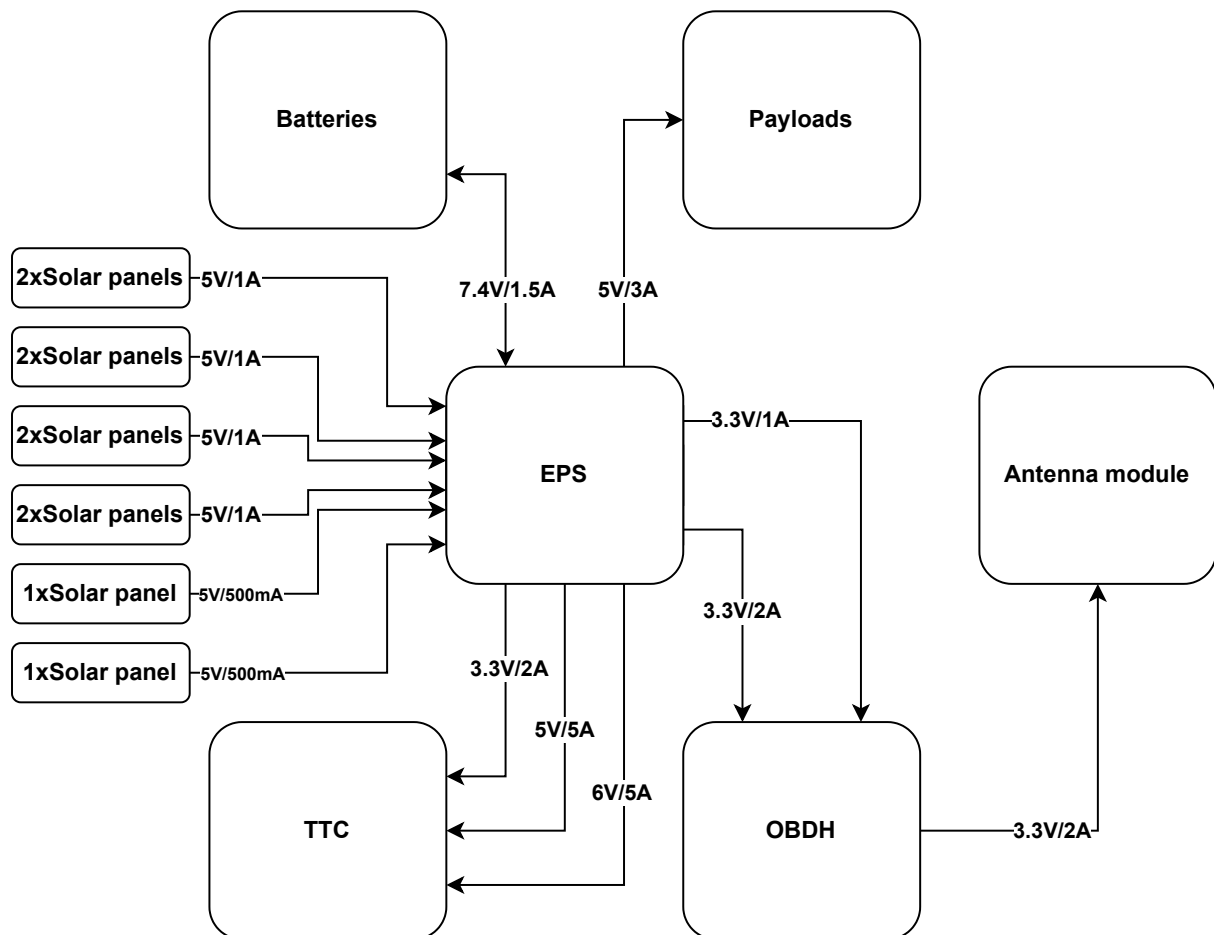 Batteries
Payloads
2xSolar panels
5V/1A
7.4V/1.5A
5V/3A
2xSolar panels
5V/1A
2xSolar panels
5V/1A
3.3V/1A
EPS
Antenna module
2xSolar panels
5V/1A
1xSolar panel
5V/500mA
3.3V/2A
1xSolar panel
5V/500mA
3.3V/2A
5V/5A
6V/5A
TTC
OBDH
3.3V/2A